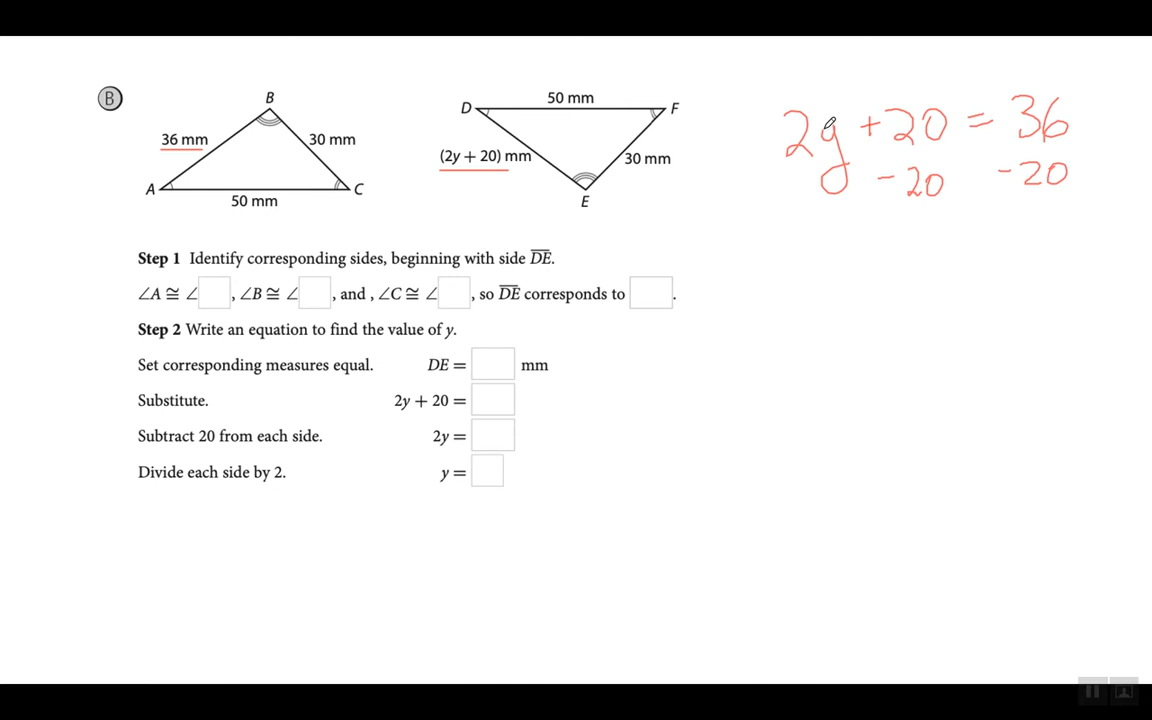 B
B
36 mm
30 mm
A
C
50 mm
50 mm
D
F
(2y + 20) mm
30 mm
E
2y + 20 = 36
- 20 - 20
Step 1 Identify corresponding sides, beginning with side D̅E̅.
∠A ≅ ∠ , ∠B ≅ ∠ , and , ∠C ≅ ∠ , so D̅E̅ corresponds to .
Step 2 Write an equation to find the value of y.
Set corresponding measures equal. DE = mm
Substitute. 2y + 20 =
Subtract 20 from each side. 2y =
Divide each side by 2. y =